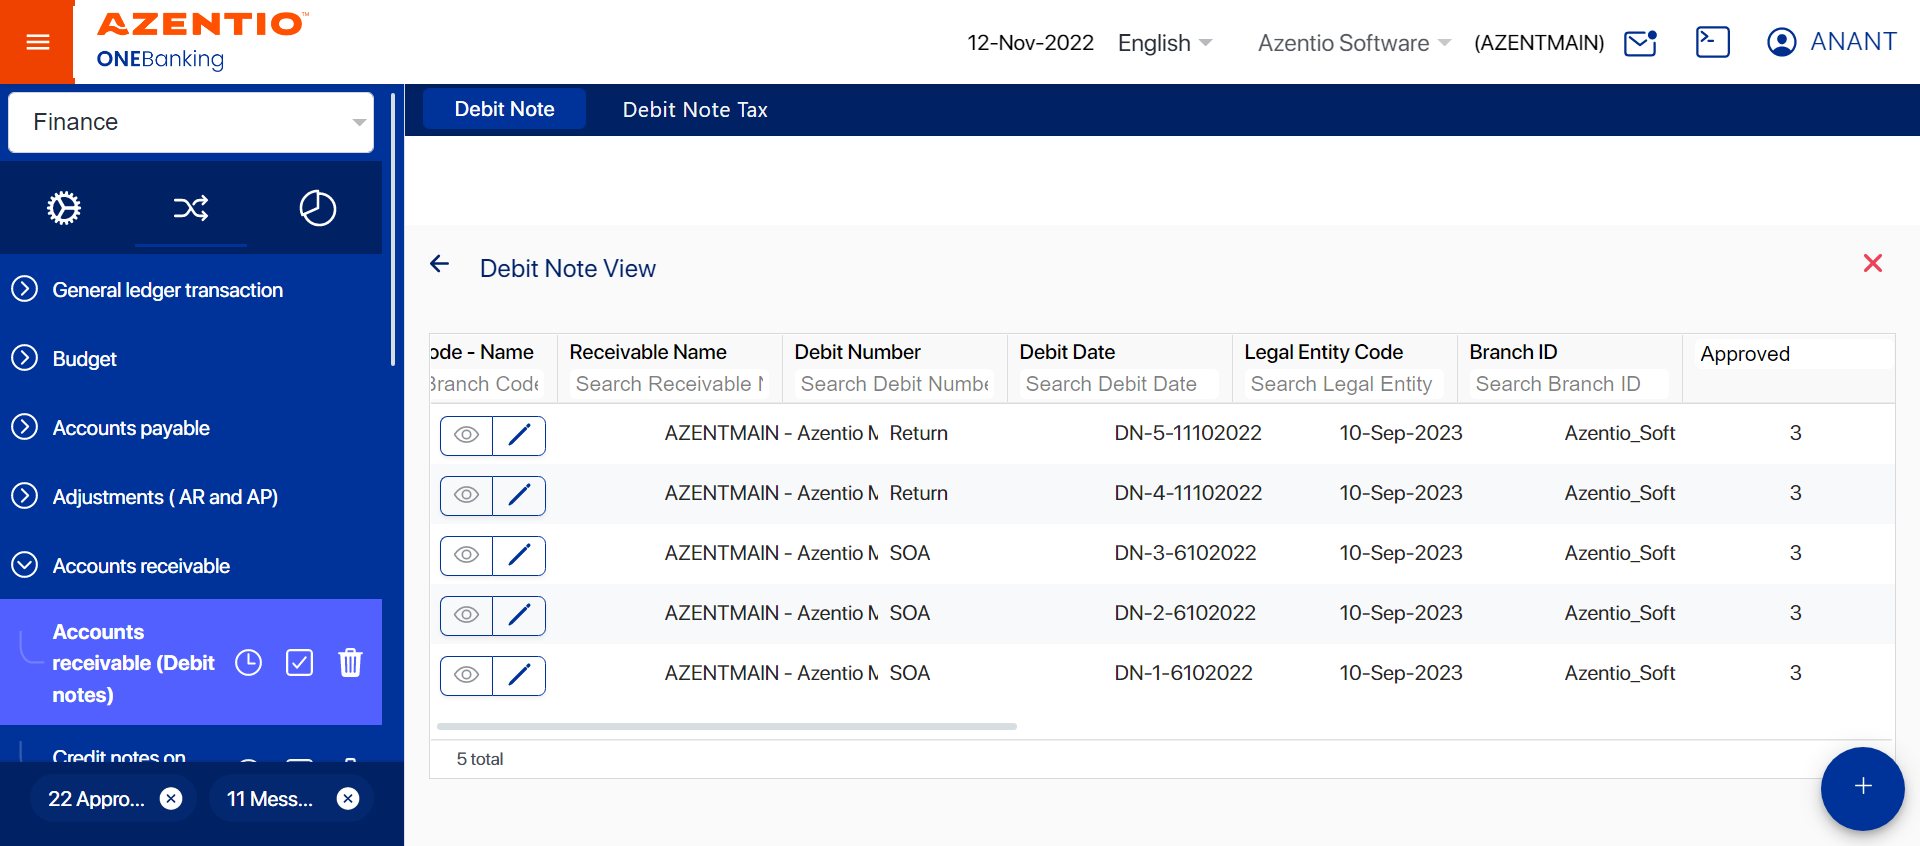 AZENTIO™
ONEBanking
12-Nov-2022 English Azentio Software (AZENTMAIN) ANANT
Finance
Debit Note Debit Note Tax
General ledger transaction
Budget
Accounts payable
Adjustments ( AR and AP)
Accounts receivable
Accounts
receivable (Debit
notes)
Credit notes on
22 Appro... 11 Mess...
Debit Note View
ode - Name Receivable Name Debit Number Debit Date Legal Entity Code Branch ID Approved
Branch Code Search Receivable N Search Debit Numbe Search Debit Date Search Legal Entity Search Branch ID
AZENTMAIN - Azentio M Return DN-5-11102022 10-Sep-2023 Azentio_Soft 3
AZENTMAIN - Azentio M Return DN-4-11102022 10-Sep-2023 Azentio_Soft 3
AZENTMAIN - Azentio M SOA DN-3-6102022 10-Sep-2023 Azentio_Soft 3
AZENTMAIN - Azentio M SOA DN-2-6102022 10-Sep-2023 Azentio_Soft 3
AZENTMAIN - Azentio M SOA DN-1-6102022 10-Sep-2023 Azentio_Soft 3
5 total